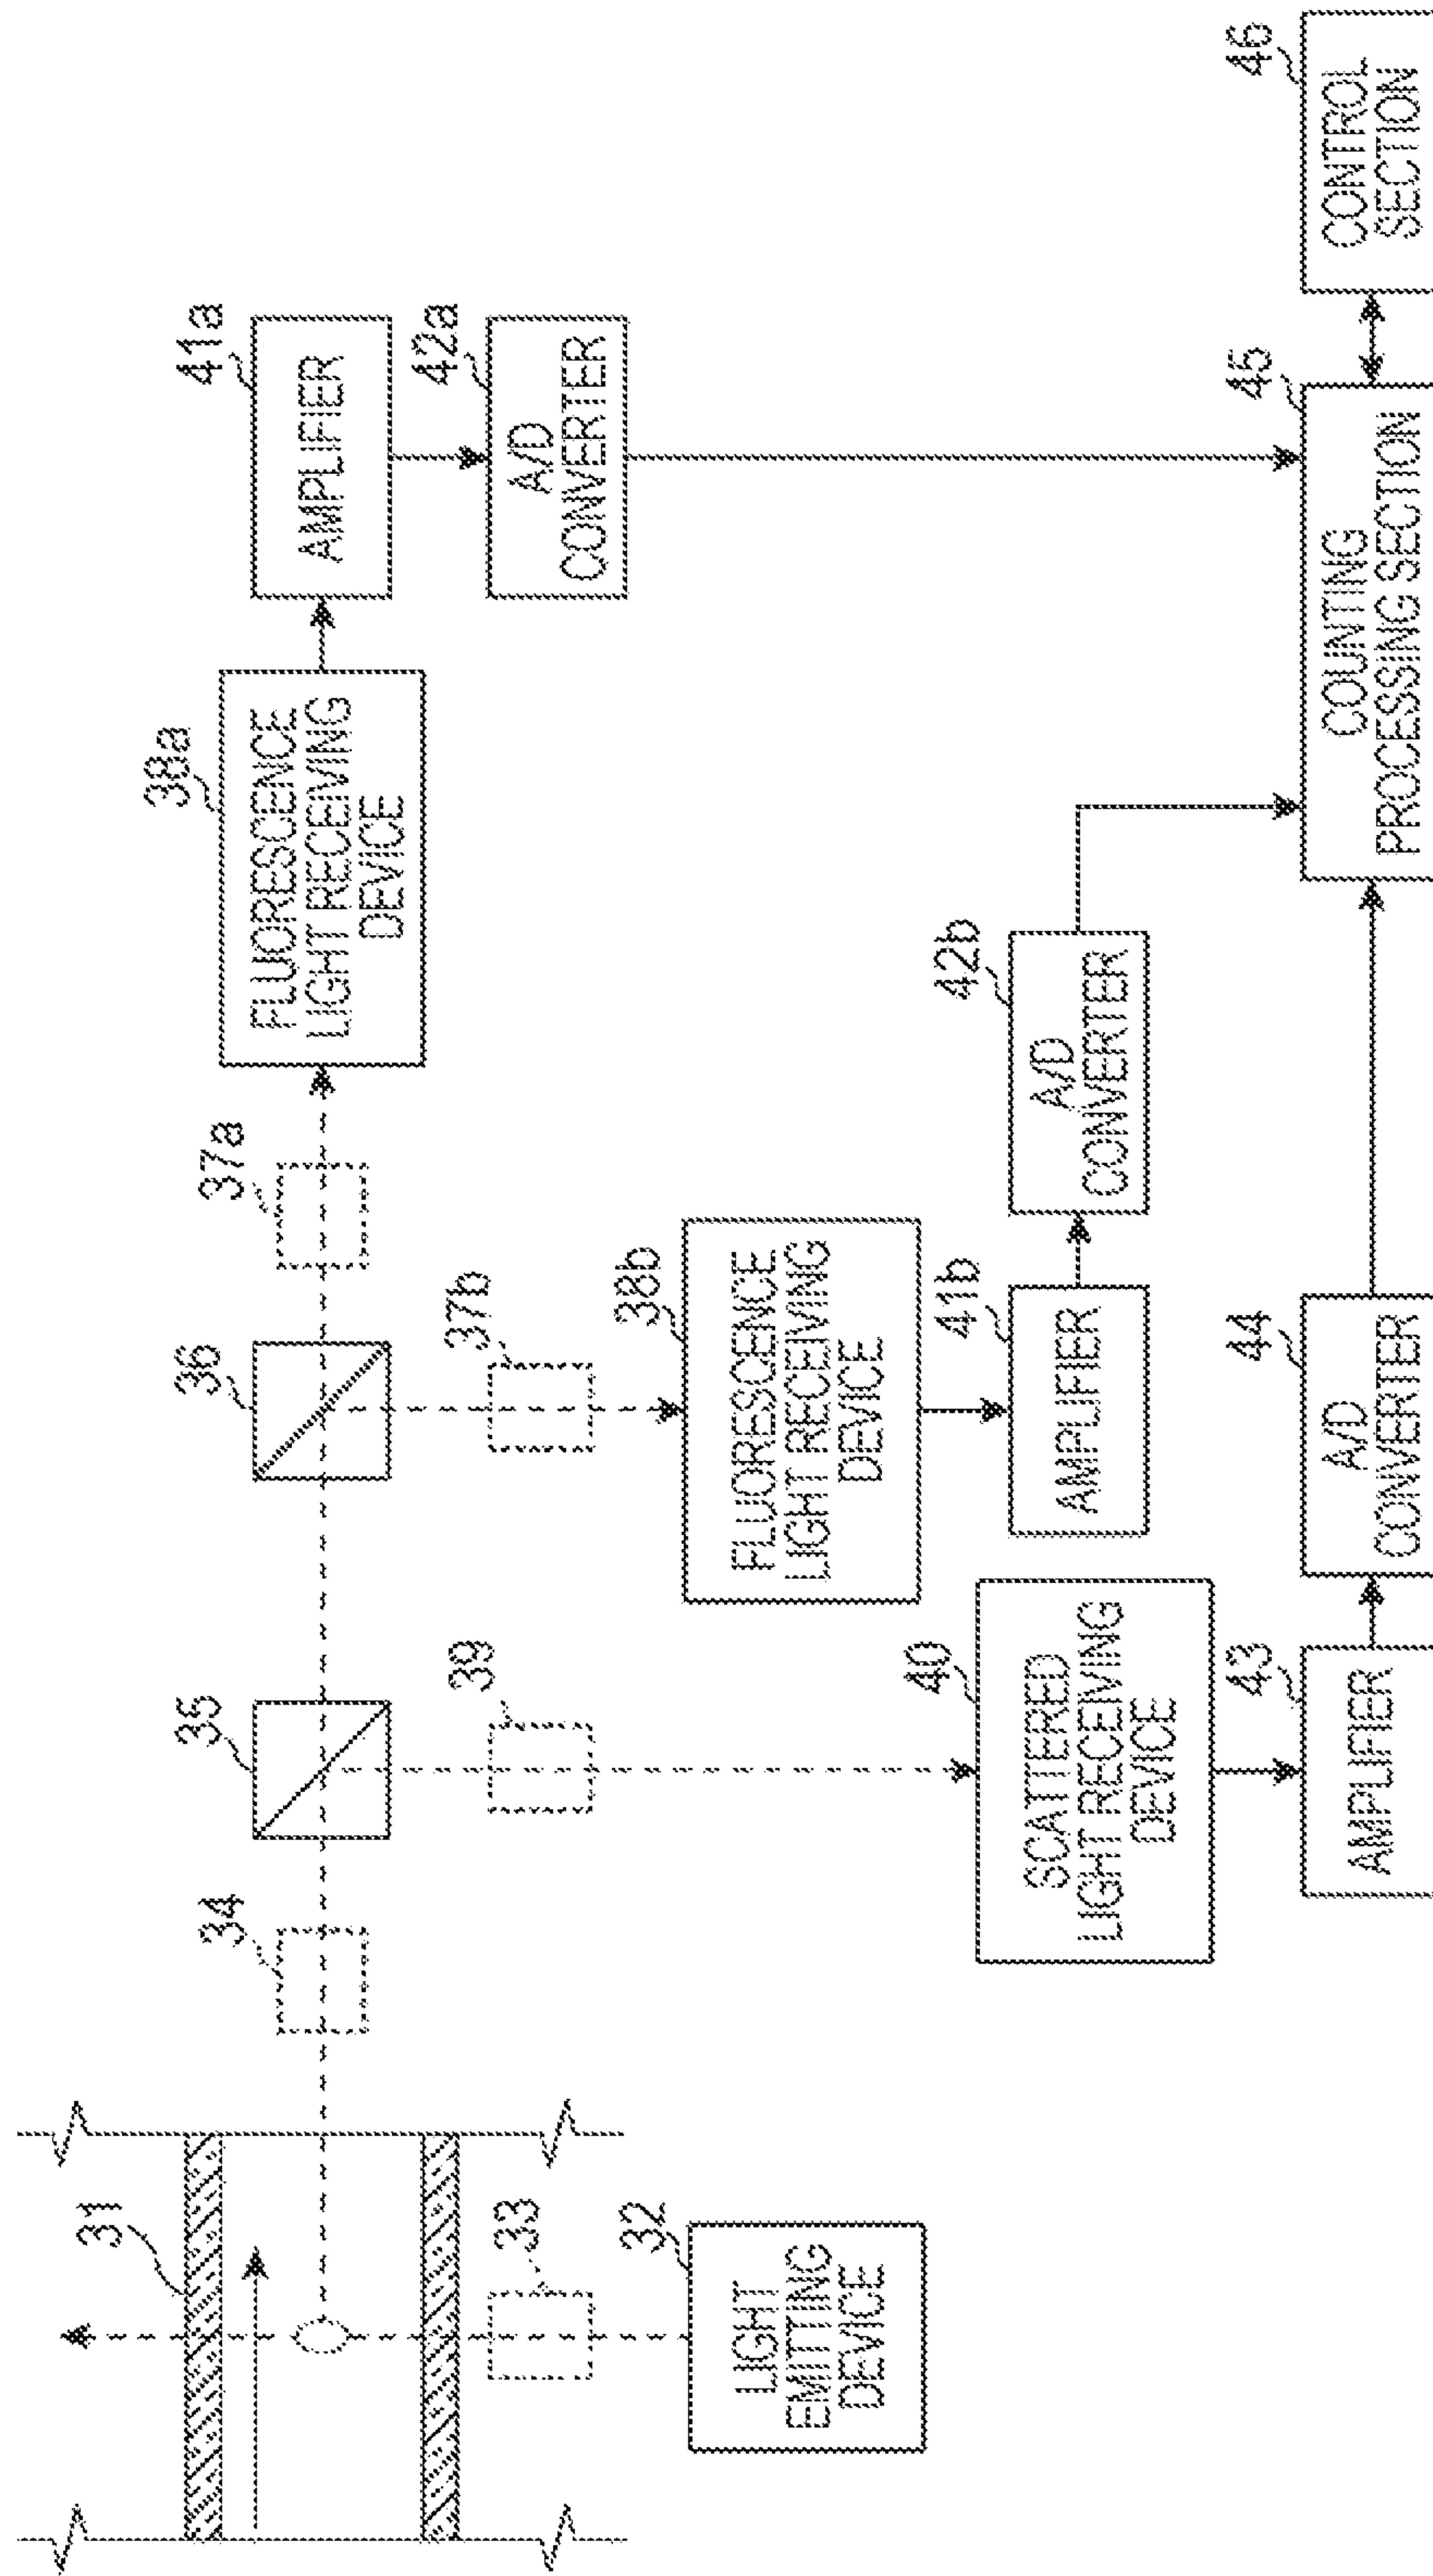 31
34
35
36
37a
38a
FLUORESCENCE
LIGHT RECEIVING
DEVICE
41a
AMPLIFIER
42a
A/D
CONVERTER
33
39
37b
32
LIGHT
EMITTING
DEVICE
38b
FLUORESCENCE
LIGHT RECEIVING
DEVICE
40
SCATTERED
LIGHT RECEIVING
DEVICE
41b
AMPLIFIER
42b
A/D
CONVERTER
43
AMPLIFIER
44
A/D
CONVERTER
45
COUNTING
PROCESSING SECTION
46
CONTROL
SECTION